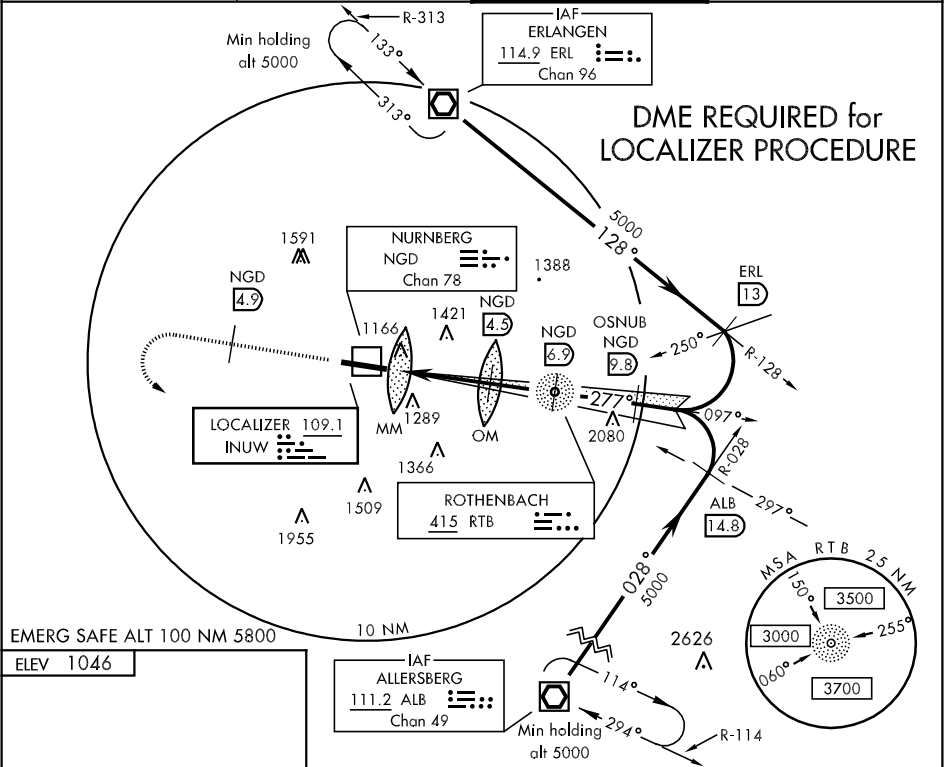 R-313
133°
313°
Min holding
alt 5000
IAF
ERLANGEN
114.9 ERL
Chan 96
DME REQUIRED for
LOCALIZER PROCEDURE
5000
128°
ERL
13
250°
R-128
1591
NURNBERG
NGD
Chan 78
1388
NGD
4.9
1166
1421
NGD
4.5
NGD
6.9
OSNUB
NGD
9.8
277°
097°
2080
1289
MM
OM
LOCALIZER 109.1
INUW
1366
1509
1955
ROTHENBACH
415 RTB
R-028
297°
ALB
14.8
028°
5000
MSA RTB 25 NM
150°
3500
255°
3000
060°
3700
10 NM
EMERG SAFE ALT 100 NM 5800
ELEV 1046
2626
IAF
ALLERSBERG
111.2 ALB
Chan 49
114°
294°
R-114
Min holding
alt 5000